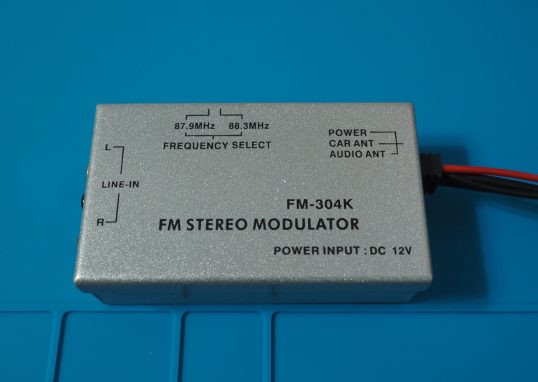 87.9MHz 88.3MHz
FREQUENCY SELECT
POWER
CAR ANT
AUDIO ANT
L
LINE-IN
R
FM-304K
FM STEREO MODULATOR
POWER INPUT : DC 12V